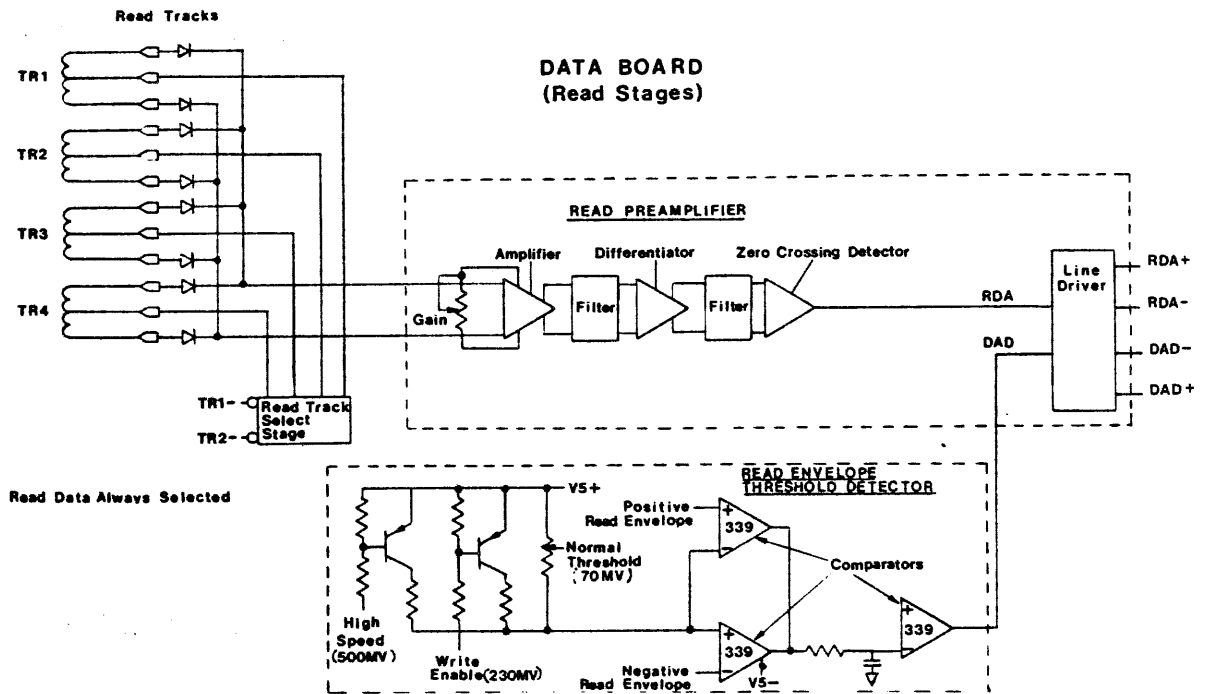 Read Tracks
DATA BOARD
(Read Stages)
TR1
TR2
TR3
TR4
READ PREAMPLIFIER
Amplifier
Differentiator
Zero Crossing Detector
Gain
Filter
Filter
RDA
DAD
Line
Driver
RDA+
RDA-
DAD-
DAD+
TR1-
TR2-
Read Track
Select
Stage
Read Data Always Selected
READ ENVELOPE
THRESHOLD DETECTOR
V5+
Positive
Read Envelope
Normal
Threshold
(70MV)
High
Speed
(500MV)
Write
Enable(230MV)
Negative
Read Envelope
+
339
-
+
339
-
V5-
Comparators
+
339
-